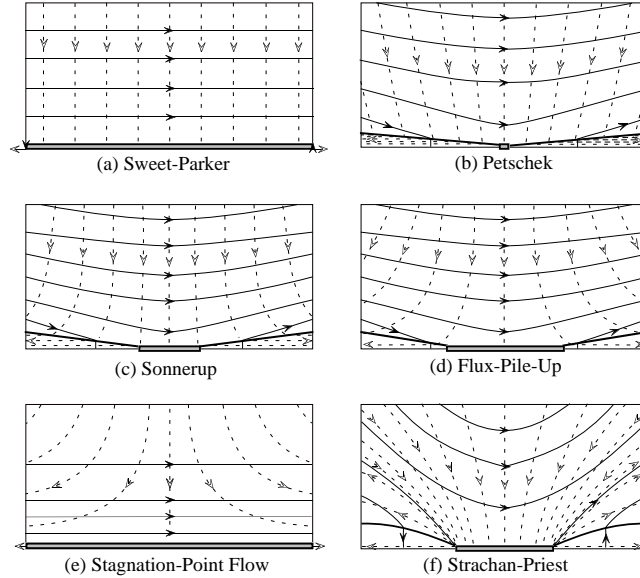 (a) Sweet-Parker
(b) Petschek
(c) Sonnerup
(d) Flux-Pile-Up
(e) Stagnation-Point Flow
(f) Strachan-Priest